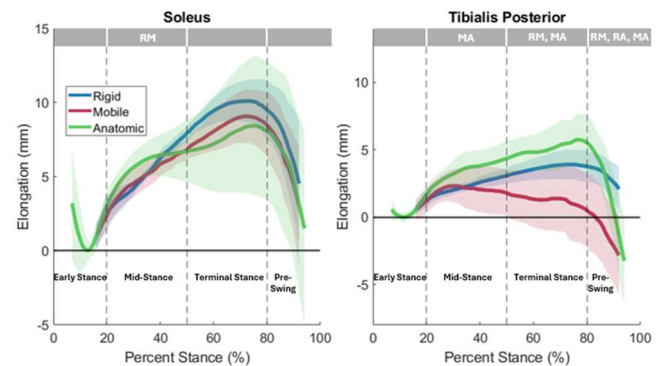 Soleus
RM
15
10
5
0
-5
Elongation (mm)
Rigid
Mobile
Anatomic
Early Stance
Mid-Stance
Terminal Stance
Pre-
Swing
0 20 40 60 80 100
Percent Stance (%)
Tibialis Posterior
MA
RM, MA
RM, RA, MA
10
5
0
-5
Elongation (mm)
Early Stance
Mid-Stance
Terminal Stance
Pre-
Swing
0 20 40 60 80 100
Percent Stance (%)